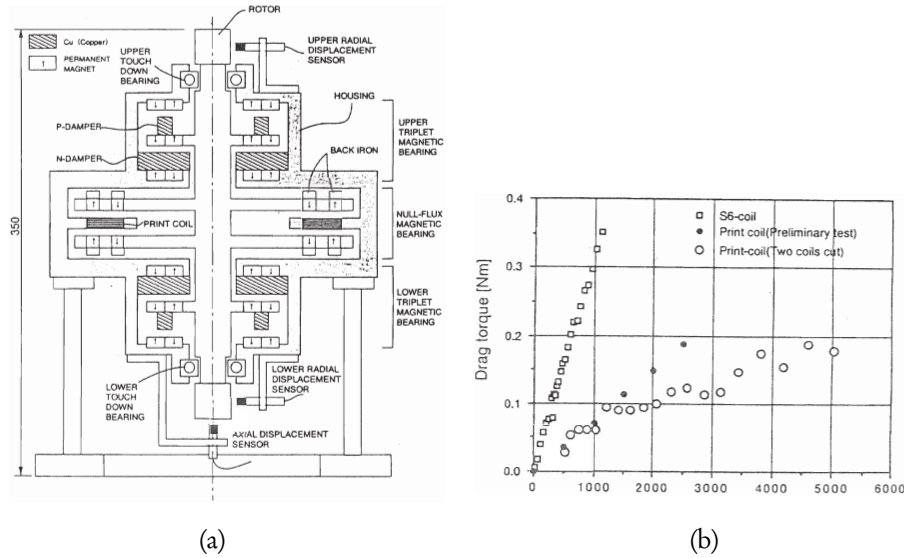 ROTOR
Cu (Copper)
PERMANENT
MAGNET
UPPER
TOUCH
DOWN
BEARING
UPPER RADIAL
DISPLACEMENT
SENSOR
HOUSING
P-DAMPER
N-DAMPER
BACK IRON
UPPER
TRIPLET
MAGNETIC
BEARING
350
PRINT COIL
NULL-FLUX
MAGNETIC
BEARING
LOWER
TRIPLET
MAGNETIC
BEARING
LOWER
TOUCH
DOWN
BEARING
LOWER RADIAL
DISPLACEMENT
SENSOR
AXIAL DISPLACEMENT
SENSOR
(a)
0.4
0.3
0.2
0.1
0.0
Drag torque [Nm]
S6-coil
Print coil(Preliminary test)
Print-coil(Two coils cut)
0 1000 2000 3000 4000 5000 6000
(b)